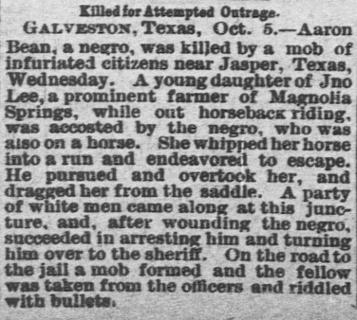 Killed for Attempted Outrage.
GALVESTON, Texas, Oct. 5.—Aaron
Bean, a negro, was killed by a mob of
infuriated citizens near Jasper, Texas,
Wednesday. A young daughter of Jno
Lee, a prominent farmer of Magnolia
Springs, while out horseback riding,
was accosted by the negro, who was
also on a horse. She whipped her horse
into a run and endeavored to escape.
He pursued and overtook her, and
dragged her from the saddle. A party
of white men came along at this junc-
ture, and, after wounding the negro,
succeeded in arresting him and turning
him over to the sheriff. On the road to
the jail a mob formed and the fellow
was taken from the officers and riddled
with bullets.